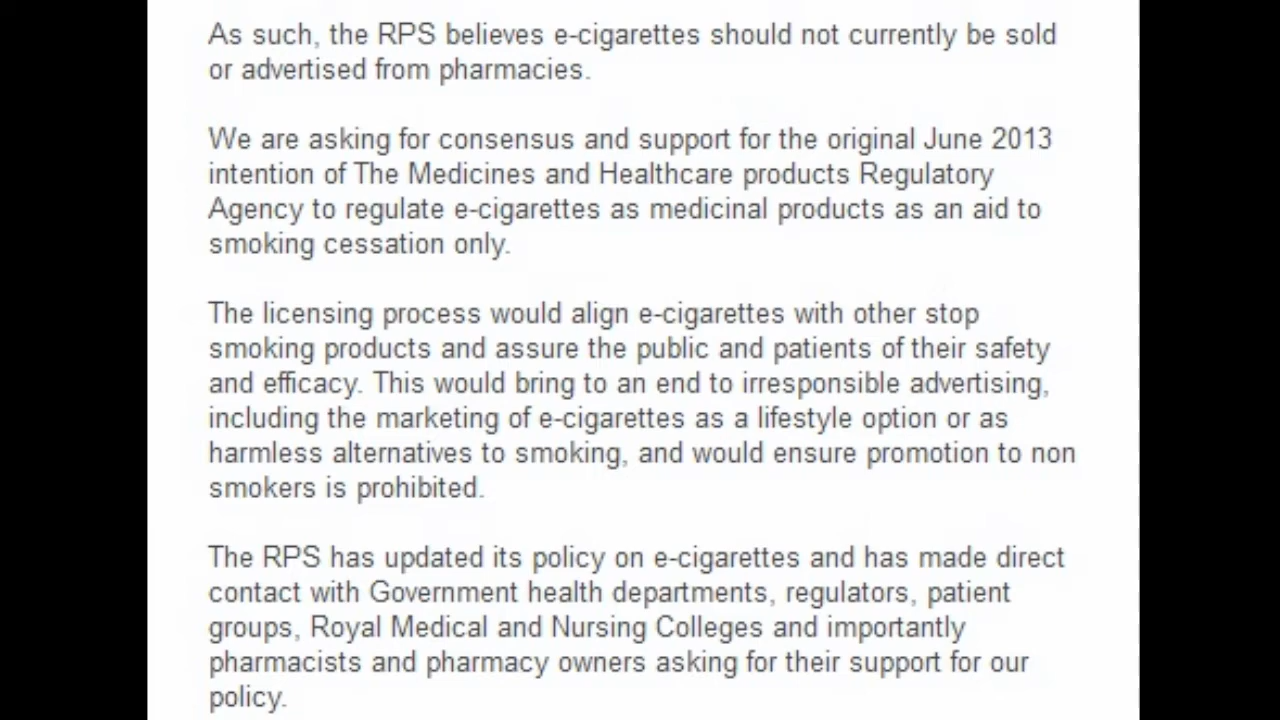 As such, the RPS believes e-cigarettes should not currently be sold
or advertised from pharmacies.
We are asking for consensus and support for the original June 2013
intention of The Medicines and Healthcare products Regulatory
Agency to regulate e-cigarettes as medicinal products as an aid to
smoking cessation only.
The licensing process would align e-cigarettes with other stop
smoking products and assure the public and patients of their safety
and efficacy. This would bring to an end to irresponsible advertising,
including the marketing of e-cigarettes as a lifestyle option or as
harmless alternatives to smoking, and would ensure promotion to non
smokers is prohibited.
The RPS has updated its policy on e-cigarettes and has made direct
contact with Government health departments, regulators, patient
groups, Royal Medical and Nursing Colleges and importantly
pharmacists and pharmacy owners asking for their support for our
policy.